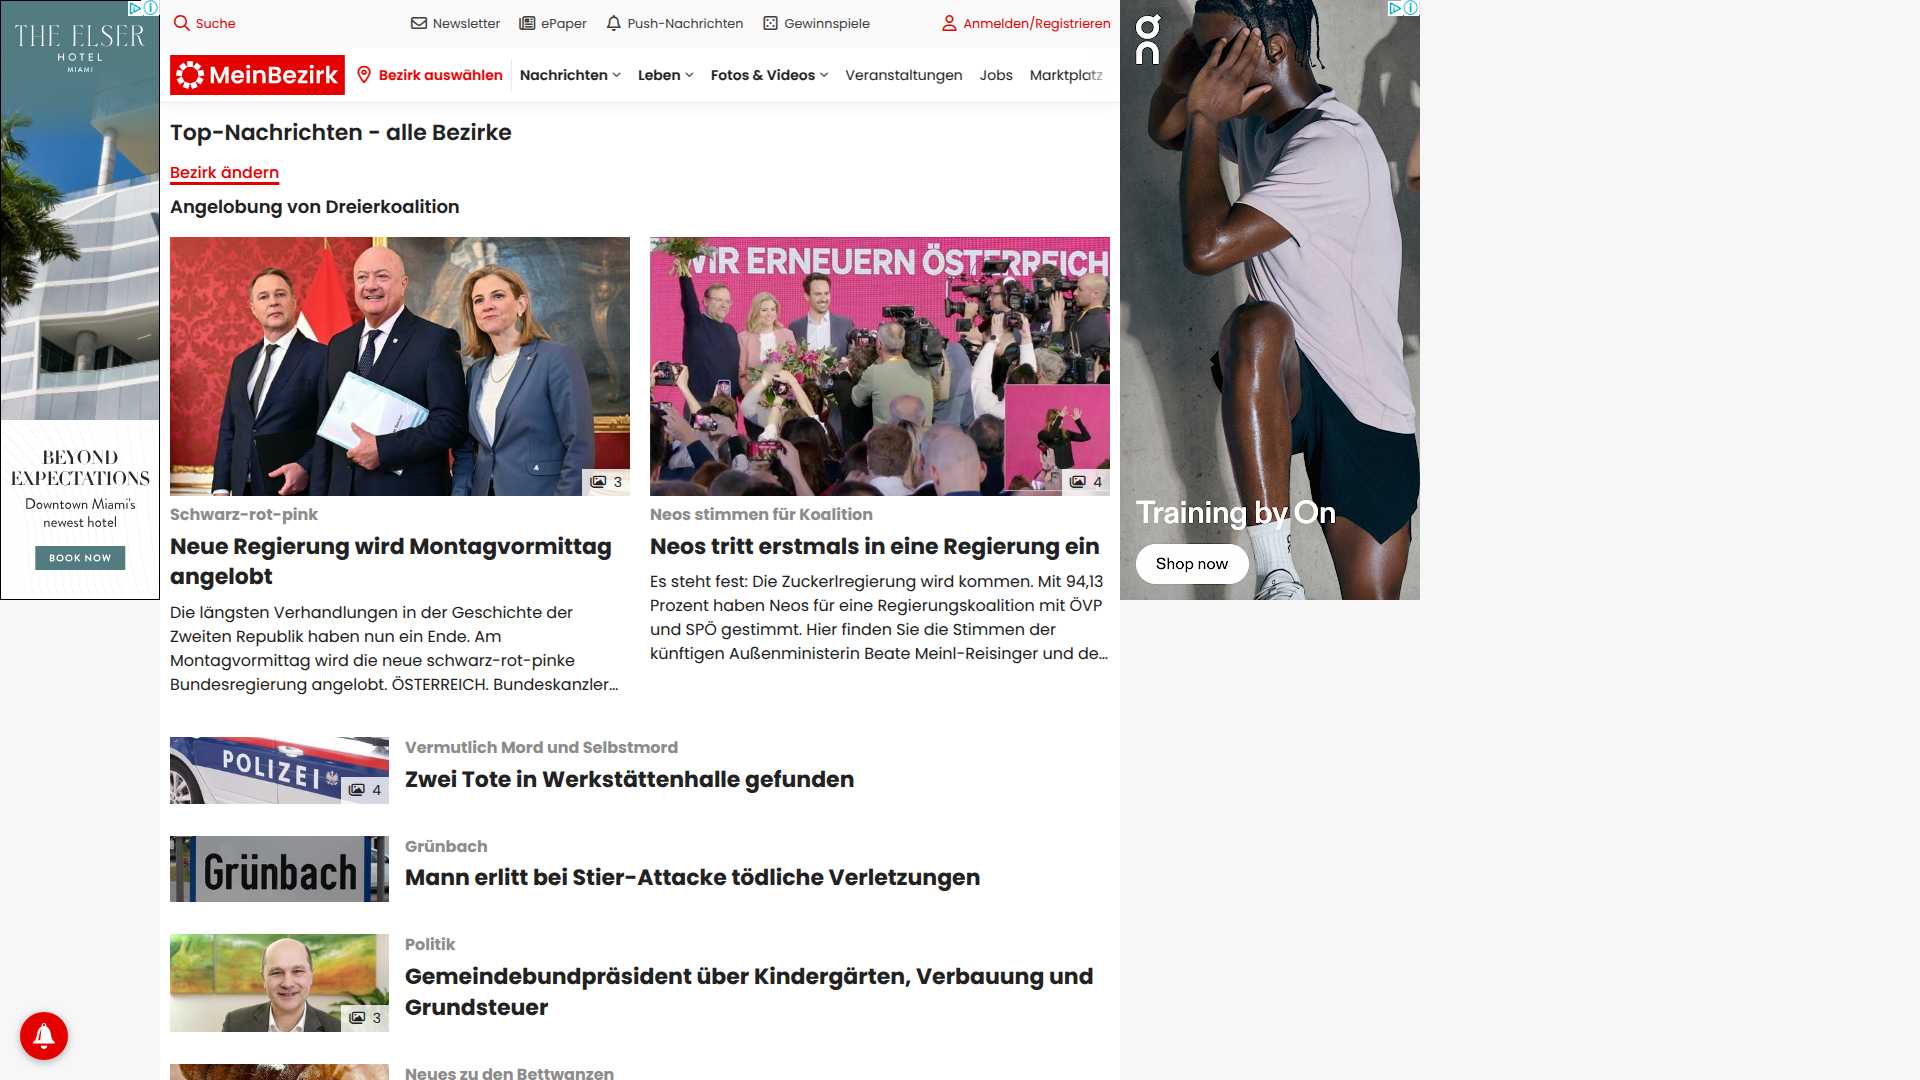 THE ELSER
HOTEL
MIAMI
BEYOND
EXPECTATIONS
Downtown Miami's
newest hotel
BOOK NOW
Suche
Newsletter
ePaper
Push-Nachrichten
Gewinnspiele
Anmelden/Registrieren
MeinBezirk
Bezirk auswählen
Nachrichten
Leben
Fotos & Videos
Veranstaltungen
Jobs
Marktplatz
Top-Nachrichten - alle Bezirke
Bezirk ändern
Angelobung von Dreierkoalition
3
Schwarz-rot-pink
Neue Regierung wird Montagvormittag
angelobt
Die längsten Verhandlungen in der Geschichte der
Zweiten Republik haben nun ein Ende. Am
Montagvormittag wird die neue schwarz-rot-pinke
Bundesregierung angelobt. ÖSTERREICH. Bundeskanzler...
WIR ERNEUERN ÖSTERREICH
4
Neos stimmen für Koalition
Neos tritt erstmals in eine Regierung ein
Es steht fest: Die Zuckerlregierung wird kommen. Mit 94,13
Prozent haben Neos für eine Regierungskoalition mit ÖVP
und SPÖ gestimmt. Hier finden Sie die Stimmen der
künftigen Außenministerin Beate Meinl-Reisinger und de...
POLIZEI
4
Vermutlich Mord und Selbstmord
Zwei Tote in Werkstättenhalle gefunden
Grünbach
Grünbach
Mann erlitt bei Stier-Attacke tödliche Verletzungen
3
Politik
Gemeindebundpräsident über Kindergärten, Verbauung und
Grundsteuer
Neues zu den Bettwanzen
on
Training by On
Shop now